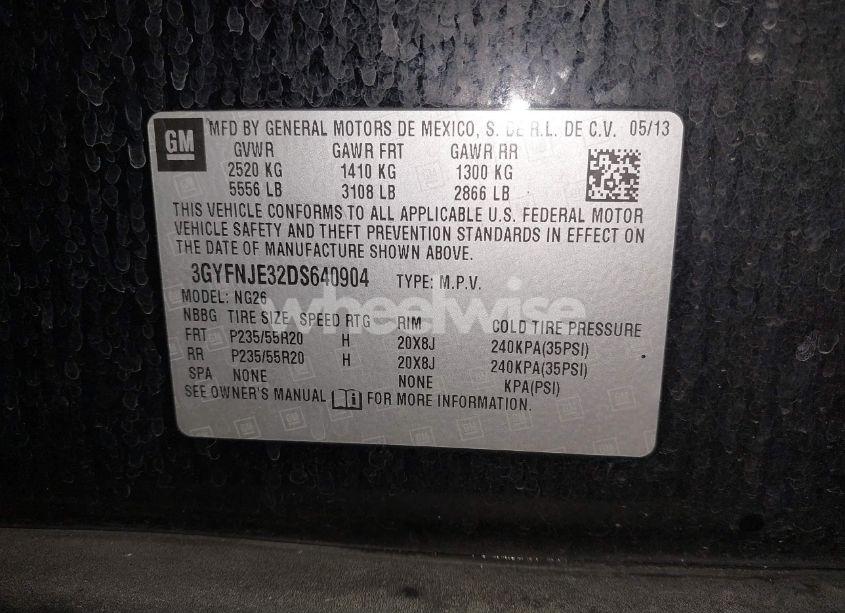 GM MFD BY GENERAL MOTORS DE MEXICO, S. DE R.L. DE C.V. 05/13
GVWR GAWR FRT GAWR RR
2520 KG 1410 KG 1300 KG
5556 LB 3108 LB 2866 LB
THIS VEHICLE CONFORMS TO ALL APPLICABLE U.S. FEDERAL MOTOR
VEHICLE SAFETY AND THEFT PREVENTION STANDARDS IN EFFECT ON
THE DATE OF MANUFACTURE SHOWN ABOVE.
3GYFNJE32DS640904 TYPE: M.P.V.
MODEL: NG26
wheelwise
NBBG TIRE SIZE SPEED RTG RIM COLD TIRE PRESSURE
FRT P235/55R20 H 20X8J 240KPA(35PSI)
RR P235/55R20 H 20X8J 240KPA(35PSI)
SPA NONE NONE KPA(PSI)
SEE OWNER'S MANUAL FOR MORE INFORMATION.